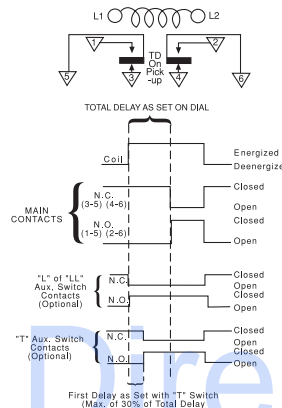 L1 L2
1 2
TD
On
Pick
-up
5 3 4 6
TOTAL DELAY AS SET ON DIAL
Coil
Energized
Deenergize
MAIN
CONTACTS
N.C.
(3-5) (4-6)
Closed
Open
N.O.
(1-5) (2-6)
Closed
Open
"L" of "LL"
Aux, Switch
Contacts
(Optional)
N.C.
Closed
Open
N.O.
Closed
Open
"T" Aux. Switch
Contacts
(Optional)
N.C.
Closed
Open
N.O.
Closed
Open
First Delay as Set with "T" Switch
(Max. of 30% of Total Delay
Dire